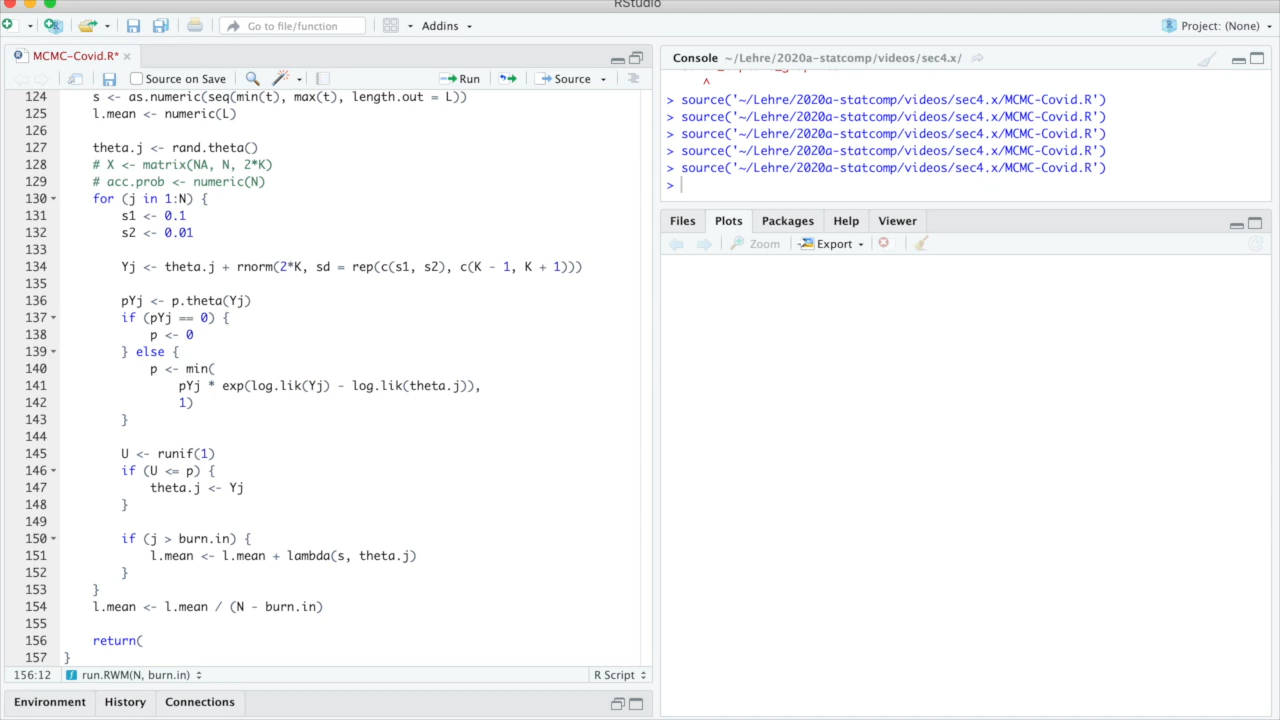 RStudio
Go to file/function
Addins
Project: (None)
MCMC-Covid.R*
Source on Save
Run
Source
124 s <- as.numeric(seq(min(t), max(t), length.out = L))
125 l.mean <- numeric(L)
126
127 theta.j <- rand.theta()
128 # X <- matrix(NA, N, 2*K)
129 # acc.prob <- numeric(N)
130 for (j in 1:N) {
131 s1 <- 0.1
132 s2 <- 0.01
133
134 Yj <- theta.j + rnorm(2*K, sd = rep(c(s1, s2), c(K - 1, K + 1)))
135
136 pYj <- p.theta(Yj)
137 if (pYj == 0) {
138 p <- 0
139 } else {
140 p <- min(
141 pYj * exp(log.lik(Yj) - log.lik(theta.j)),
142 1)
143 }
144
145 U <- runif(1)
146 if (U <= p) {
147 theta.j <- Yj
148 }
149
150 if (j > burn.in) {
151 l.mean <- l.mean + lambda(s, theta.j)
152 }
153 }
154 l.mean <- l.mean / (N - burn.in)
155
156 return(
157 }
156:12 run.RWM(N, burn.in)
R Script
Environment History Connections
Console ~/Lehre/2020a-statcomp/videos/sec4.x/
^
> source('~/Lehre/2020a-statcomp/videos/sec4.x/MCMC-Covid.R')
> source('~/Lehre/2020a-statcomp/videos/sec4.x/MCMC-Covid.R')
> source('~/Lehre/2020a-statcomp/videos/sec4.x/MCMC-Covid.R')
> source('~/Lehre/2020a-statcomp/videos/sec4.x/MCMC-Covid.R')
> source('~/Lehre/2020a-statcomp/videos/sec4.x/MCMC-Covid.R')
>
Files Plots Packages Help Viewer
Zoom Export